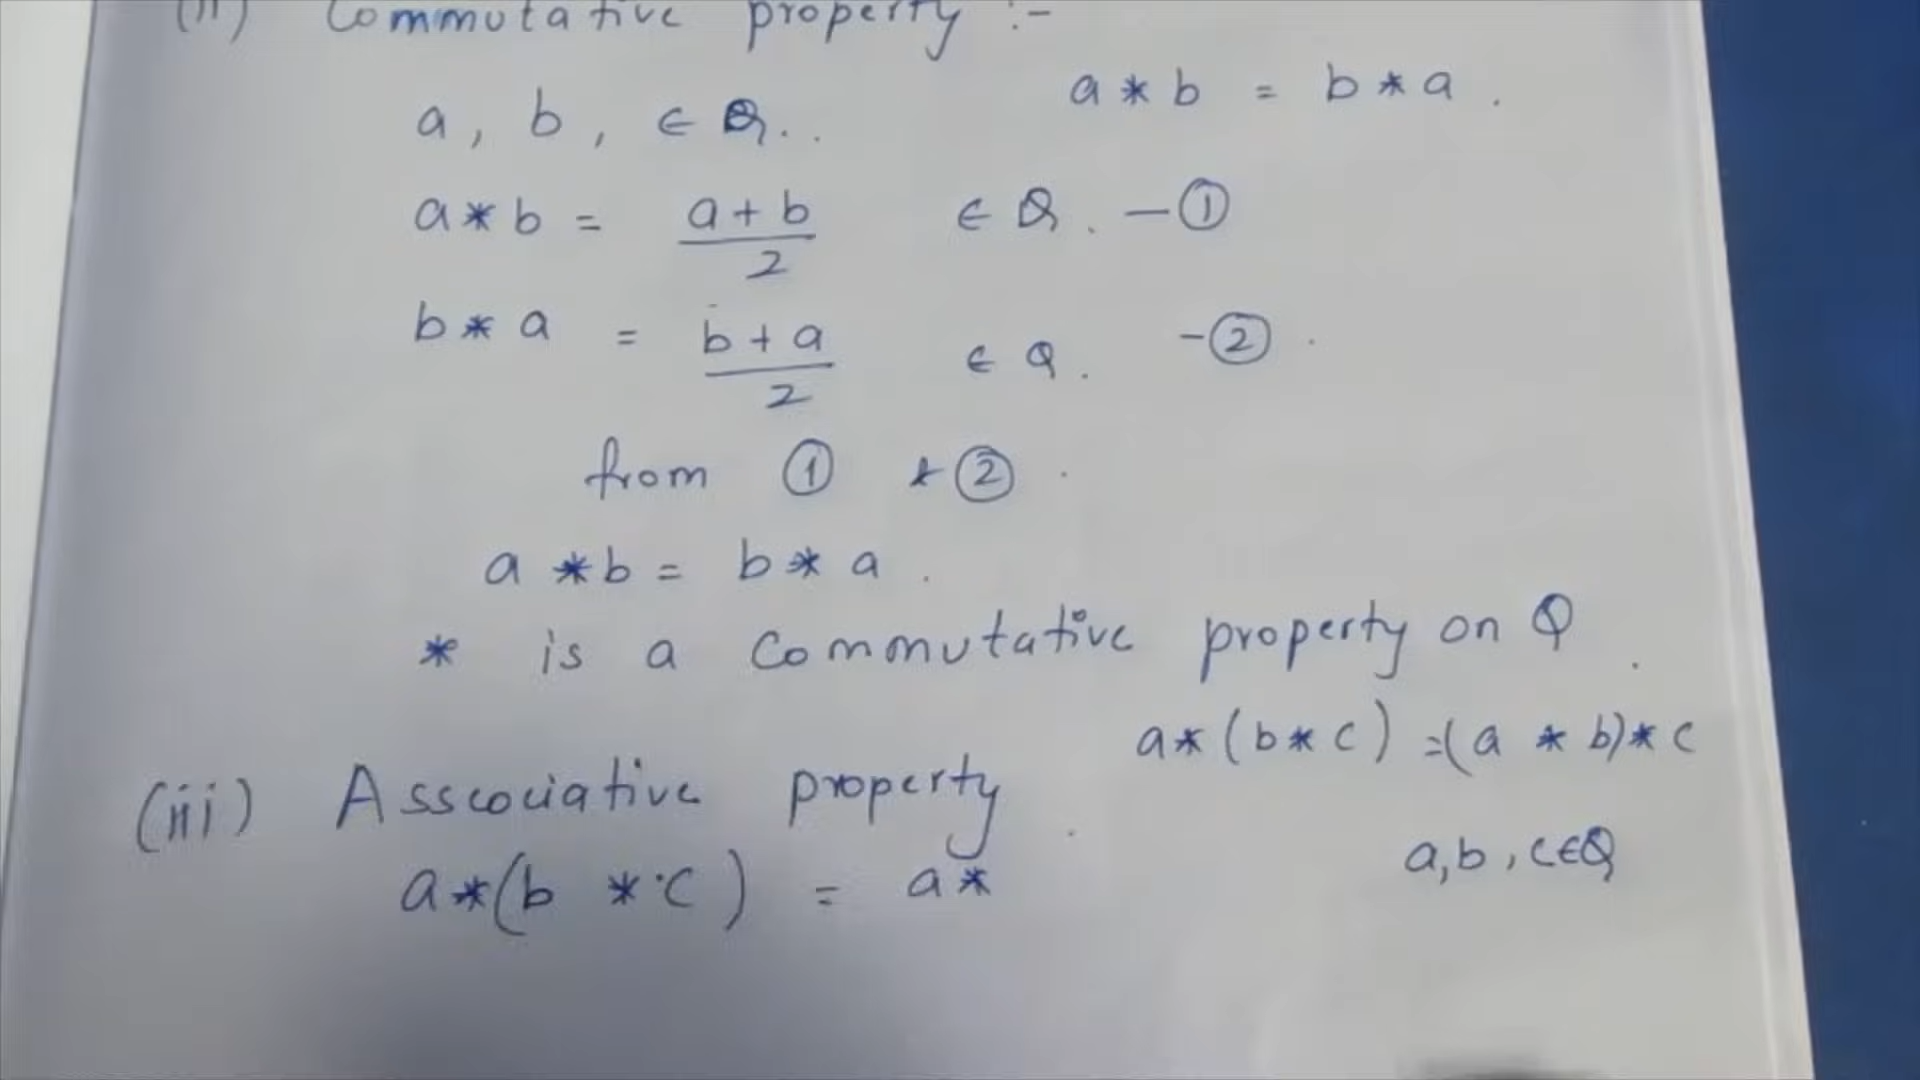 (ii) Commutative property :-
a * b = b * a .
a , b , ∈ Q . .
a * b = a + b / 2 ∈ Q . — ①
b * a = b + a / 2 ∈ Q . - ② .
from ① & ② .
a * b = b * a .
* is a commutative property on Q .
a * ( b * c ) = ( a * b ) * c
(iii) Asscociative property .
a , b , c ∈ Q
a * ( b * c ) = a *